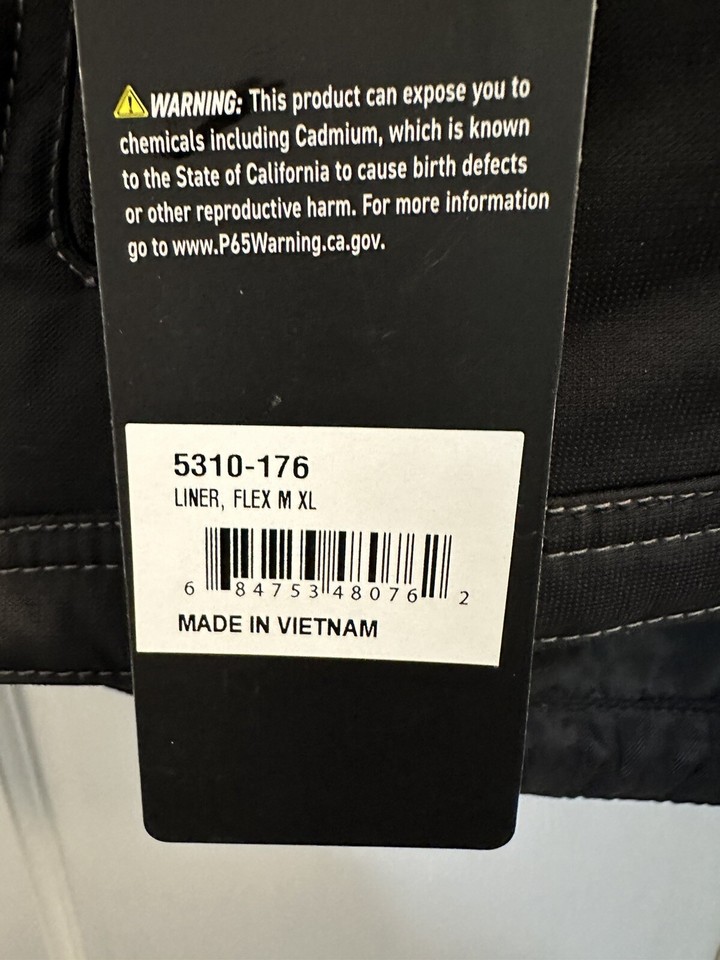 WARNING: This product can expose you to
chemicals including Cadmium, which is known
to the State of California to cause birth defects
or other reproductive harm. For more information
go to www.P65Warning.ca.gov.
5310-176
LINER, FLEX M XL
6 84753 48076 2
MADE IN VIETNAM